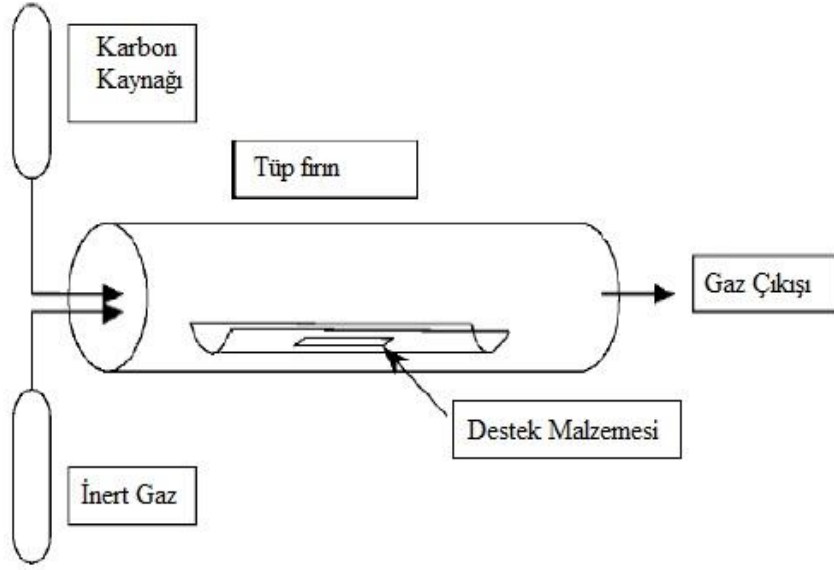 Karbon
Kaynağı
Tüp fırın
Gaz Çıkışı
Destek Malzemesi
İnert Gaz